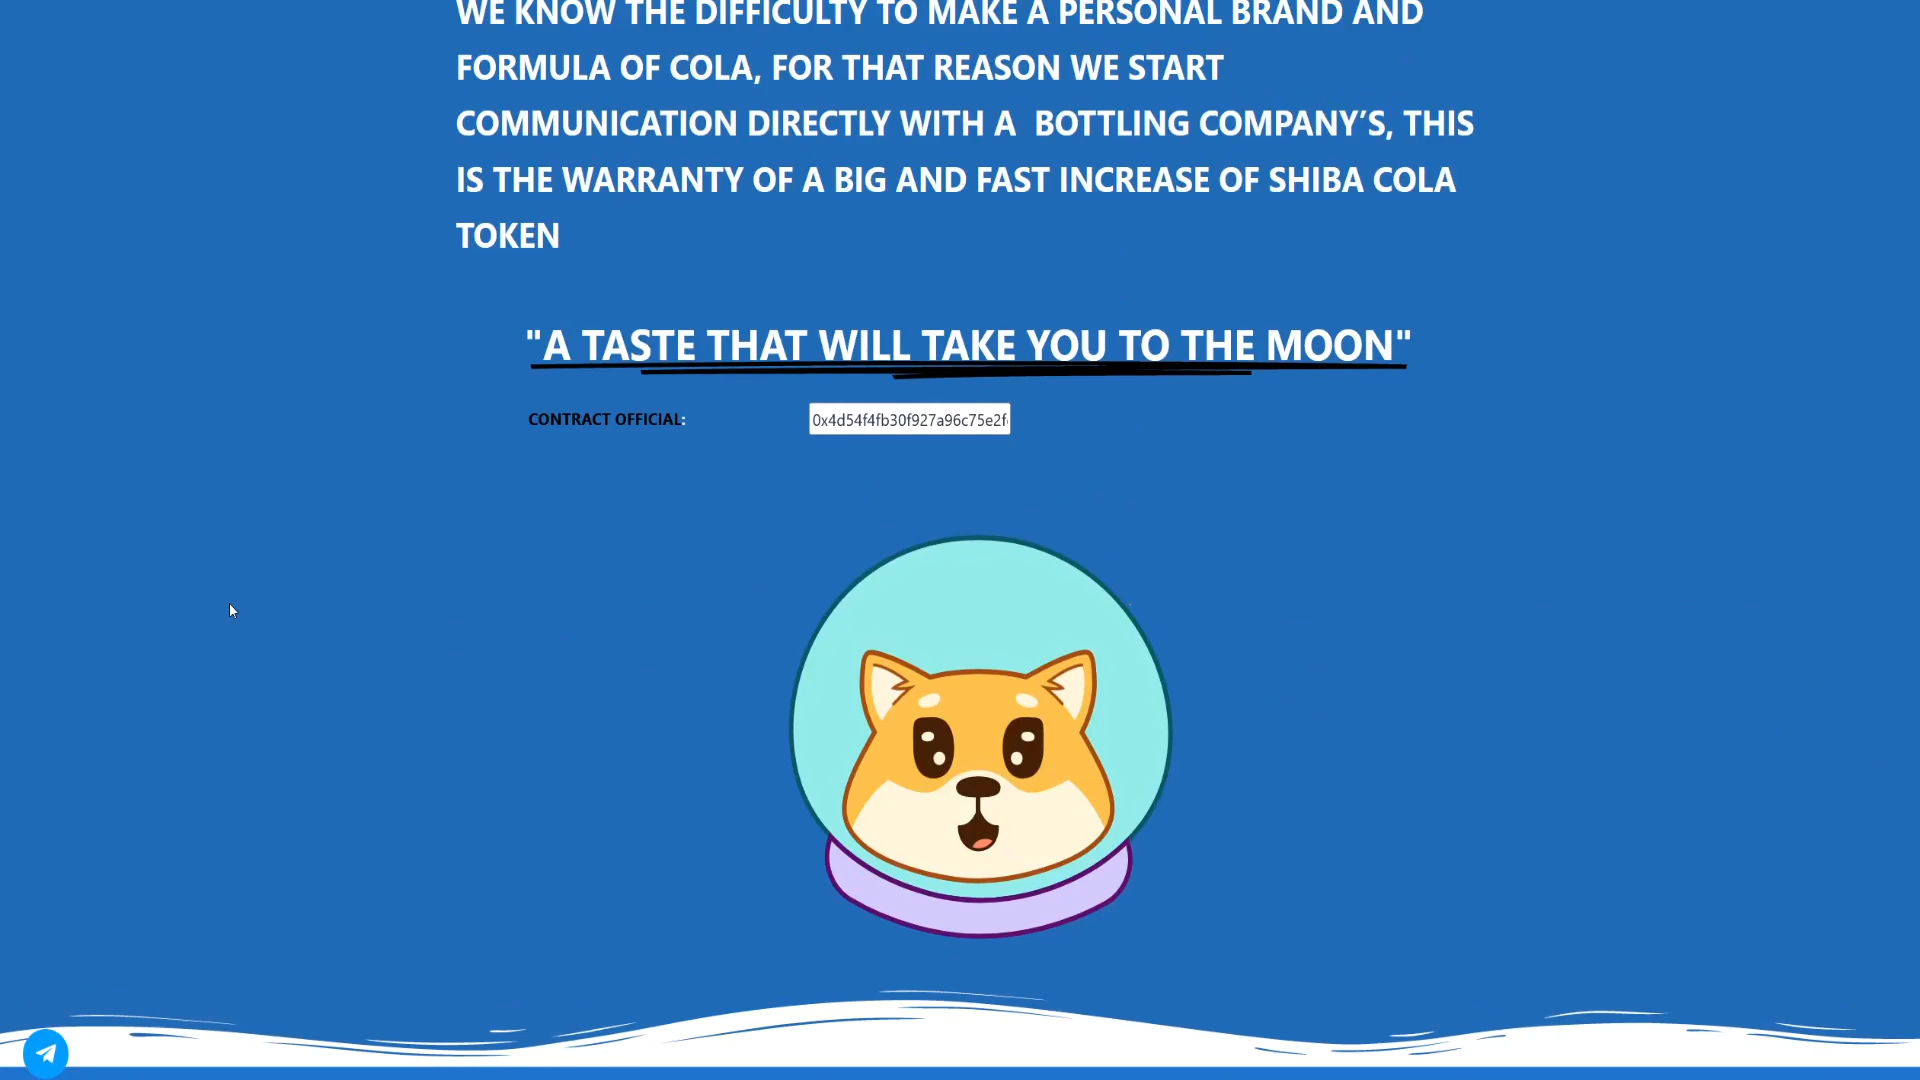 WE KNOW THE DIFFICULTY TO MAKE A PERSONAL BRAND AND
FORMULA OF COLA, FOR THAT REASON WE START
COMMUNICATION DIRECTLY WITH A  BOTTLING COMPANY’S, THIS
IS THE WARRANTY OF A BIG AND FAST INCREASE OF SHIBA COLA
TOKEN
"A TASTE THAT WILL TAKE YOU TO THE MOON"
CONTRACT OFFICIAL:
0x4d54f4fb30f927a96c75e2f